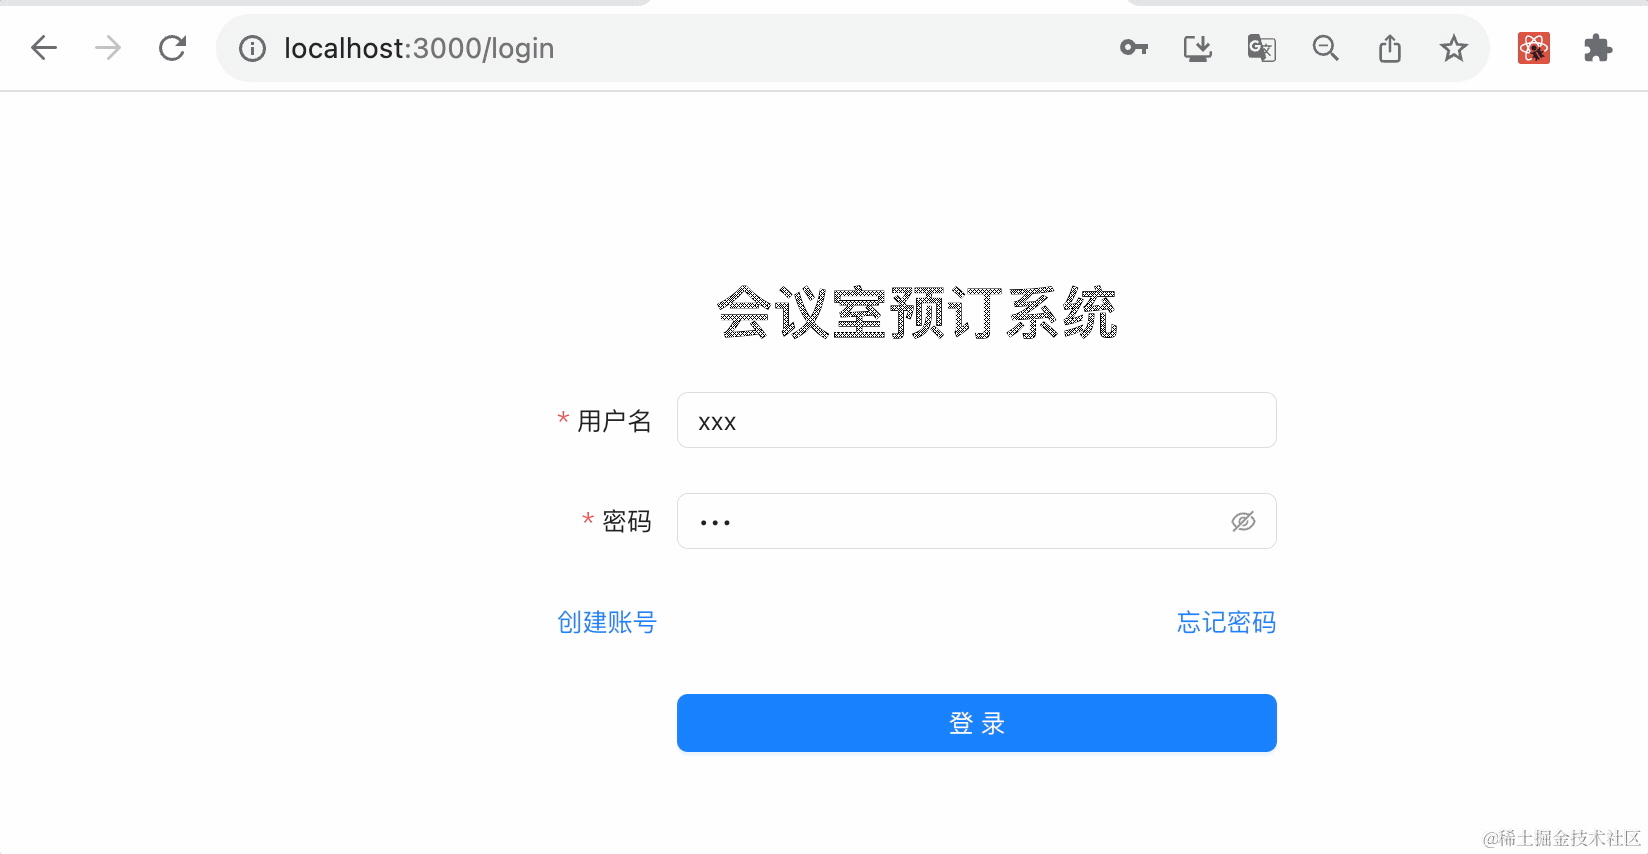 localhost:3000/login
会议室预订系统
* 用户名 xxx
* 密码 •••
创建账号 忘记密码
登 录
@稀土掘金技术社区